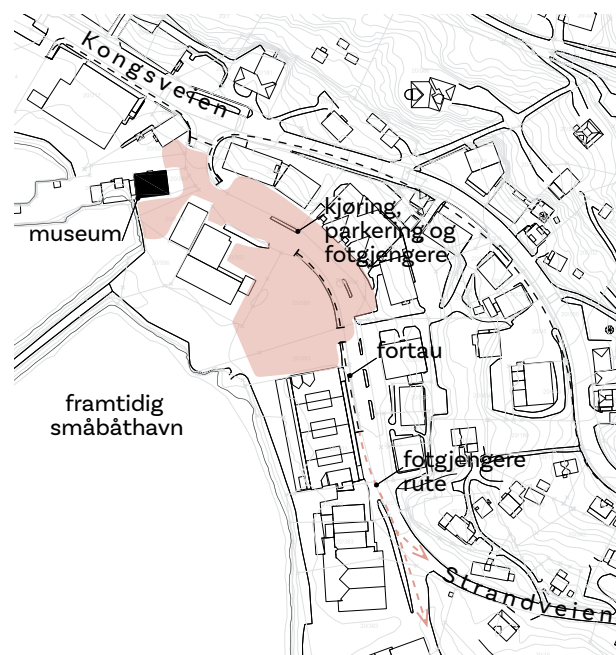 Kongsveien
kjøring,
parkering og
fotgjengere
museum
fortau
framtidig
småbåthavn
fotgjengere
rute
Strandveien